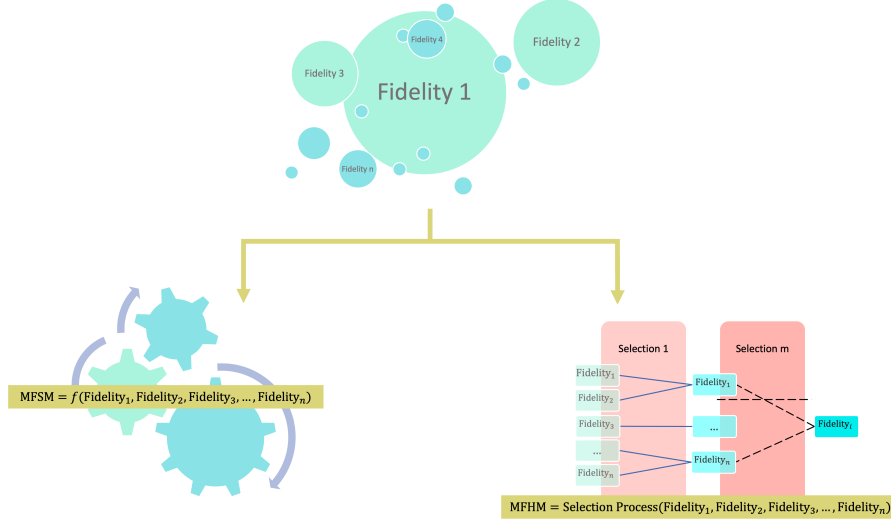 Fidelity 4
Fidelity 2
Fidelity 3
Fidelity 1
Fidelity n
Selection 1
Selection m
Fidelity₁
Fidelity₁
Fidelity₂
Fidelity₃
...
Fidelityᵢ
...
Fidelityₙ
Fidelityₙ
MFSM = f(Fidelity₁, Fidelity₂, Fidelity₃, ..., Fidelityₙ)
MFHM = Selection Process(Fidelity₁, Fidelity₂, Fidelity₃, ..., Fidelityₙ)